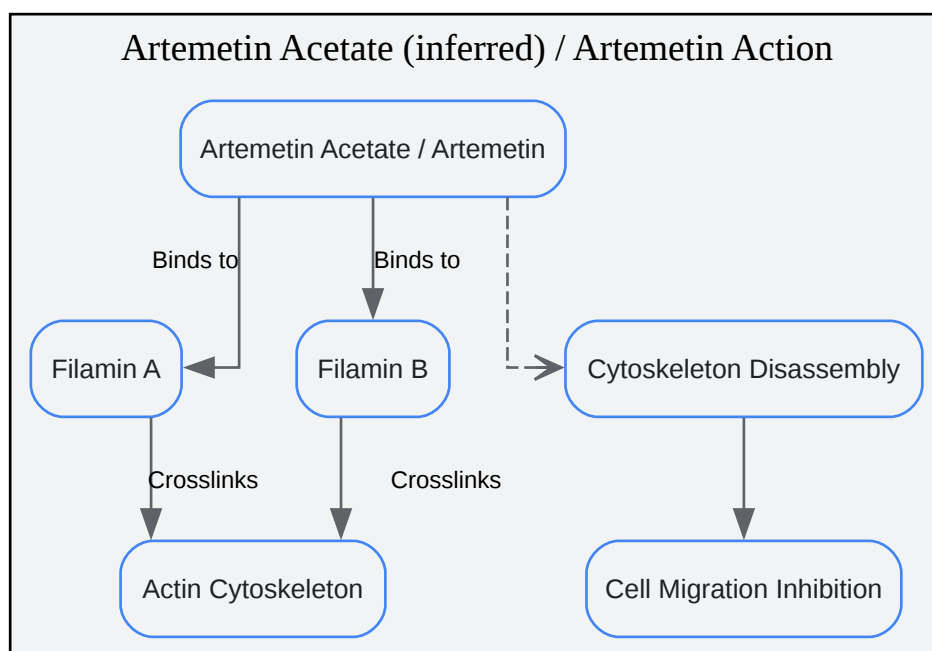 Artemetin Acetate (inferred) / Artemetin Action
Artemetin Acetate / Artemetin
Binds to
Binds to
Filamin A
Filamin B
Cytoskeleton Disassembly
Crosslinks
Crosslinks
Actin Cytoskeleton
Cell Migration Inhibition